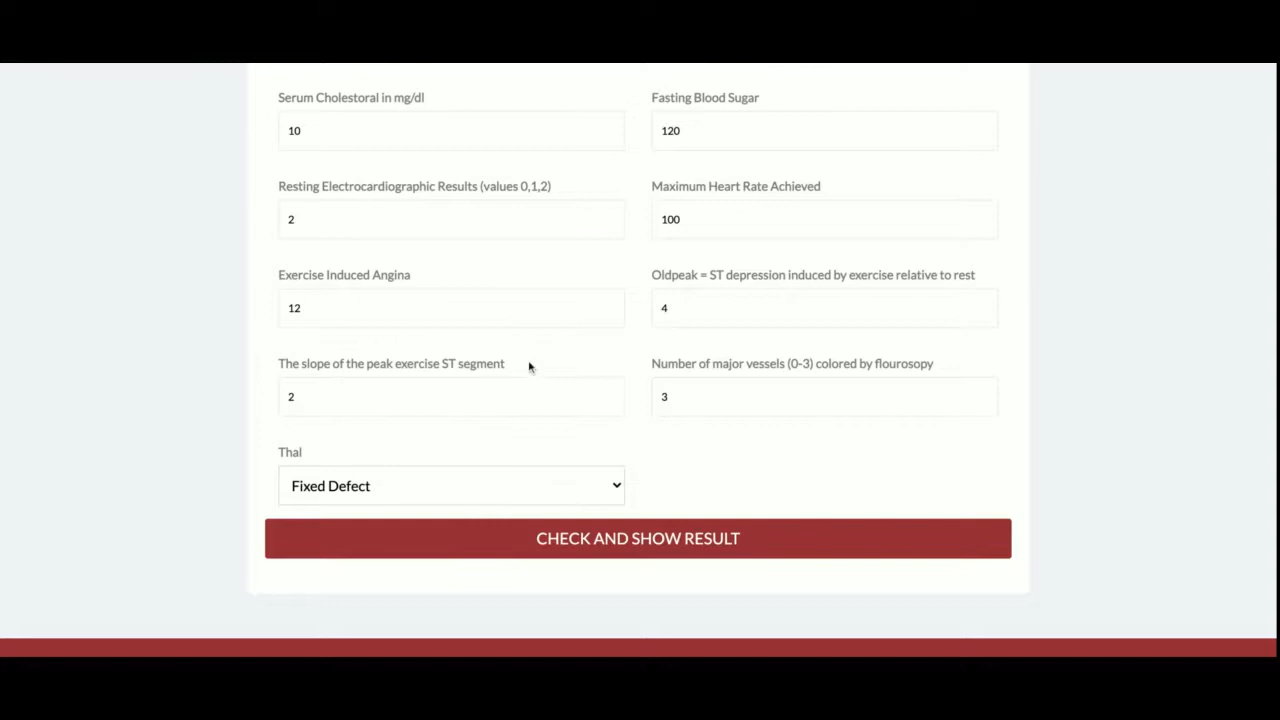 Serum Cholestoral in mg/dl
Fasting Blood Sugar
10
120
Resting Electrocardiographic Results (values 0,1,2)
Maximum Heart Rate Achieved
2
100
Exercise Induced Angina
Oldpeak = ST depression induced by exercise relative to rest
12
4
The slope of the peak exercise ST segment
Number of major vessels (0-3) colored by flourosopy
2
3
Thal
Fixed Defect
CHECK AND SHOW RESULT